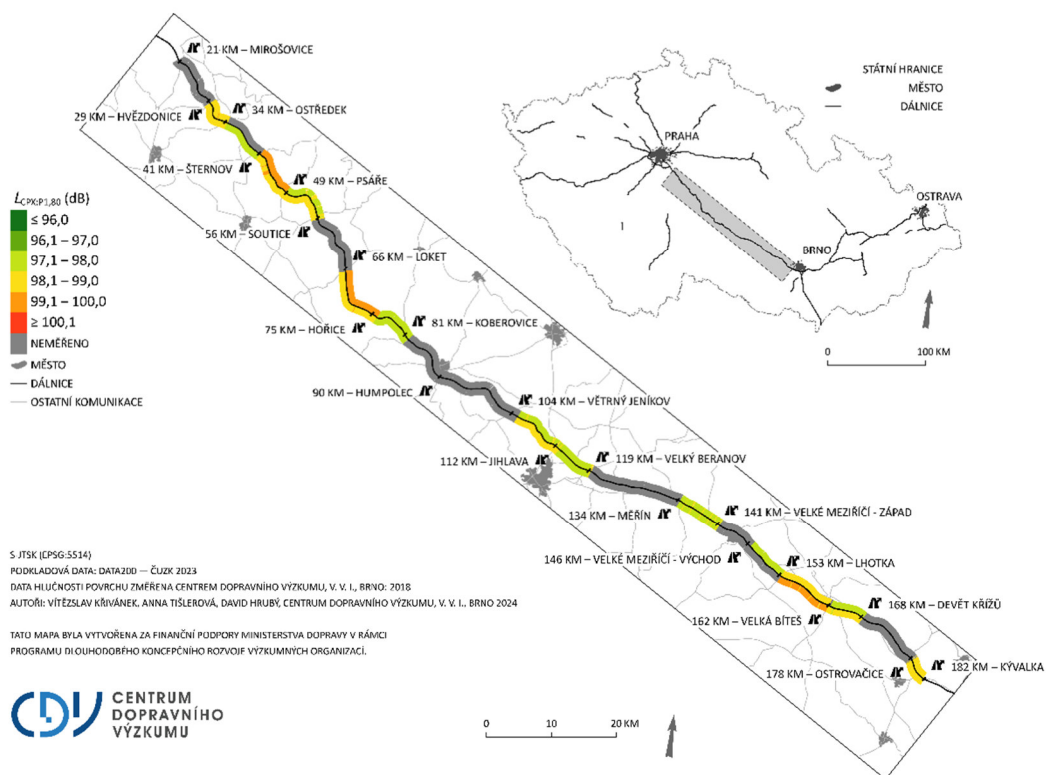 21 KM – MIROŠOVICE
29 KM – HVĚZDONICE
34 KM – OSTŘEDEK
41 KM – ŠTERNOV
49 KM – PSÁŘE
56 KM – SOUTICE
66 KM – LOKET
75 KM – HOŘICE
81 KM – KOBEROVICE
90 KM – HUMPOLEC
104 KM – VĚTRNÝ JENÍKOV
112 KM – JIHLAVA
119 KM – VELKÝ BERANOV
134 KM – MĚŘÍN
141 KM – VELKÉ MEZIŘÍČÍ - ZÁPAD
146 KM – VELKÉ MEZIŘÍČÍ - VÝCHOD
153 KM – LHOTKA
162 KM – VELKÁ BÍTEŠ
168 KM – DEVĚT KŘÍŽŮ
178 KM – OSTROVAČICE
182 KM – KÝVALKA
STÁTNÍ HRANICE
MĚSTO
DÁLNICE
PRAHA
OSTRAVA
BRNO
0 100 KM
LCPX:P1,80 (dB)
≤ 96,0
96,1 – 97,0
97,1 – 98,0
98,1 – 99,0
99,1 – 100,0
≥ 100,1
NEMĚŘENO
MĚSTO
DÁLNICE
OSTATNÍ KOMUNIKACE
S JTSK (EPSG:5514)
PODKLADOVÁ DATA: DATA200 — ČUZK 2023
DATA HLUČNOSTI POVRCHU ZMĚŘENA CENTREM DOPRAVNÍHO VÝZKUMU, V. V. I., BRNO: 2018
AUTOŘI: VÍTĚZSLAV KŘIVÁNEK, ANNA TIŠLEROVÁ, DAVID HRUBÝ, CENTRUM DOPRAVNÍHO VÝZKUMU, V. V. I., BRNO 2024
TATO MAPA BYLA VYTVOŘENA ZA FINANČNÍ PODPORY MINISTERSTVA DOPRAVY V RÁMCI
PROGRAMU DLOUHODOBÉHO KONCEPČNÍHO ROZVOJE VÝZKUMNÝCH ORGANIZACÍ.
CDV
CENTRUM
DOPRAVNÍHO
VÝZKUMU
0 10 20 KM